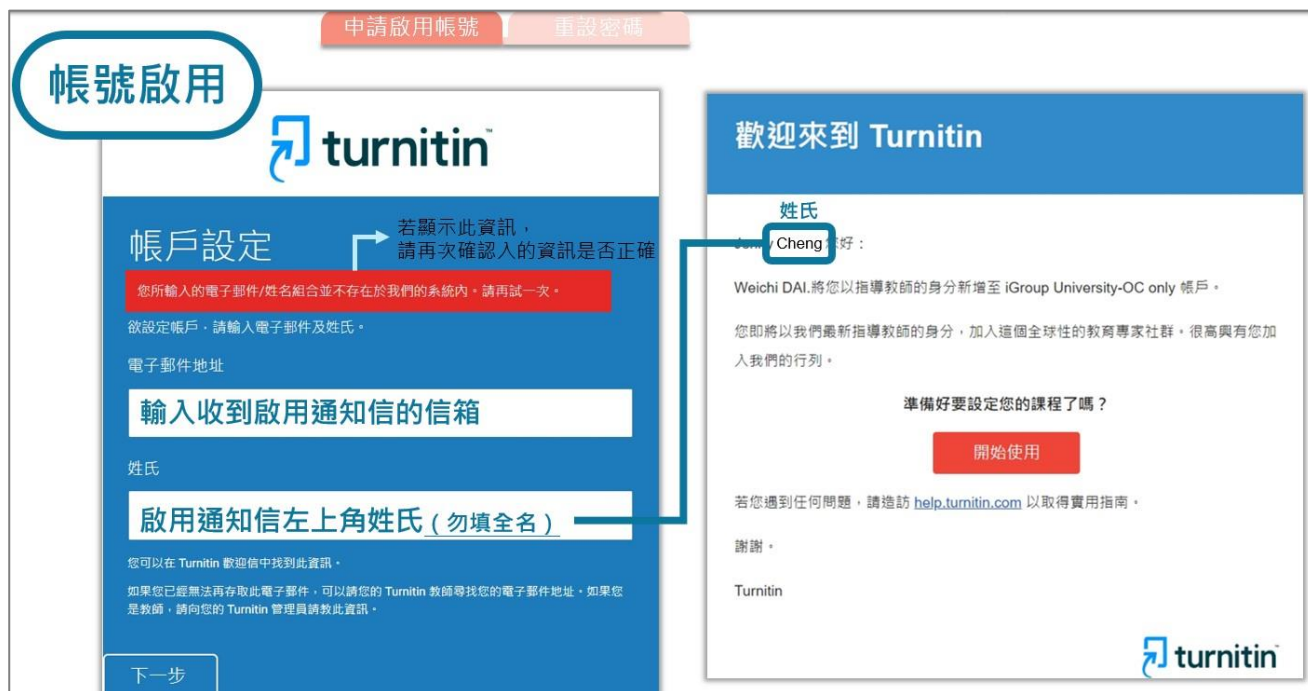 申請啟用帳號
重設密碼
帳號啟用
turnitin
帳戶設定
若顯示此資訊，
請再次確認入的資訊是否正確
您所輸入的電子郵件/姓名組合並不存在於我們的系統內。請再試一次。
欲設定帳戶，請輸入電子郵件及姓氏。
電子郵件地址
輸入收到啟用通知信的信箱
姓氏
啟用通知信左上角姓氏（勿填全名）
您可以在 Turnitin 歡迎信中找到此資訊。
如果您已經無法再存取此電子郵件，可以請您的 Turnitin 教師尋找您的電子郵件地址。如果您
是教師，請向您的 Turnitin 管理員請教此資訊。
下一步
歡迎來到 Turnitin
姓氏
Cheng 您好：
Weichi DAI.將您以指導教師的身分新增至 iGroup University-OC only 帳戶。
您即將以我們最新指導教師的身分，加入這個全球性的教育專家社群。很高興有您加
入我們的行列。
準備好要設定您的課程了嗎？
開始使用
若您遇到任何問題，請造訪 help.turnitin.com 以取得實用指南。
謝謝。
Turnitin
turnitin